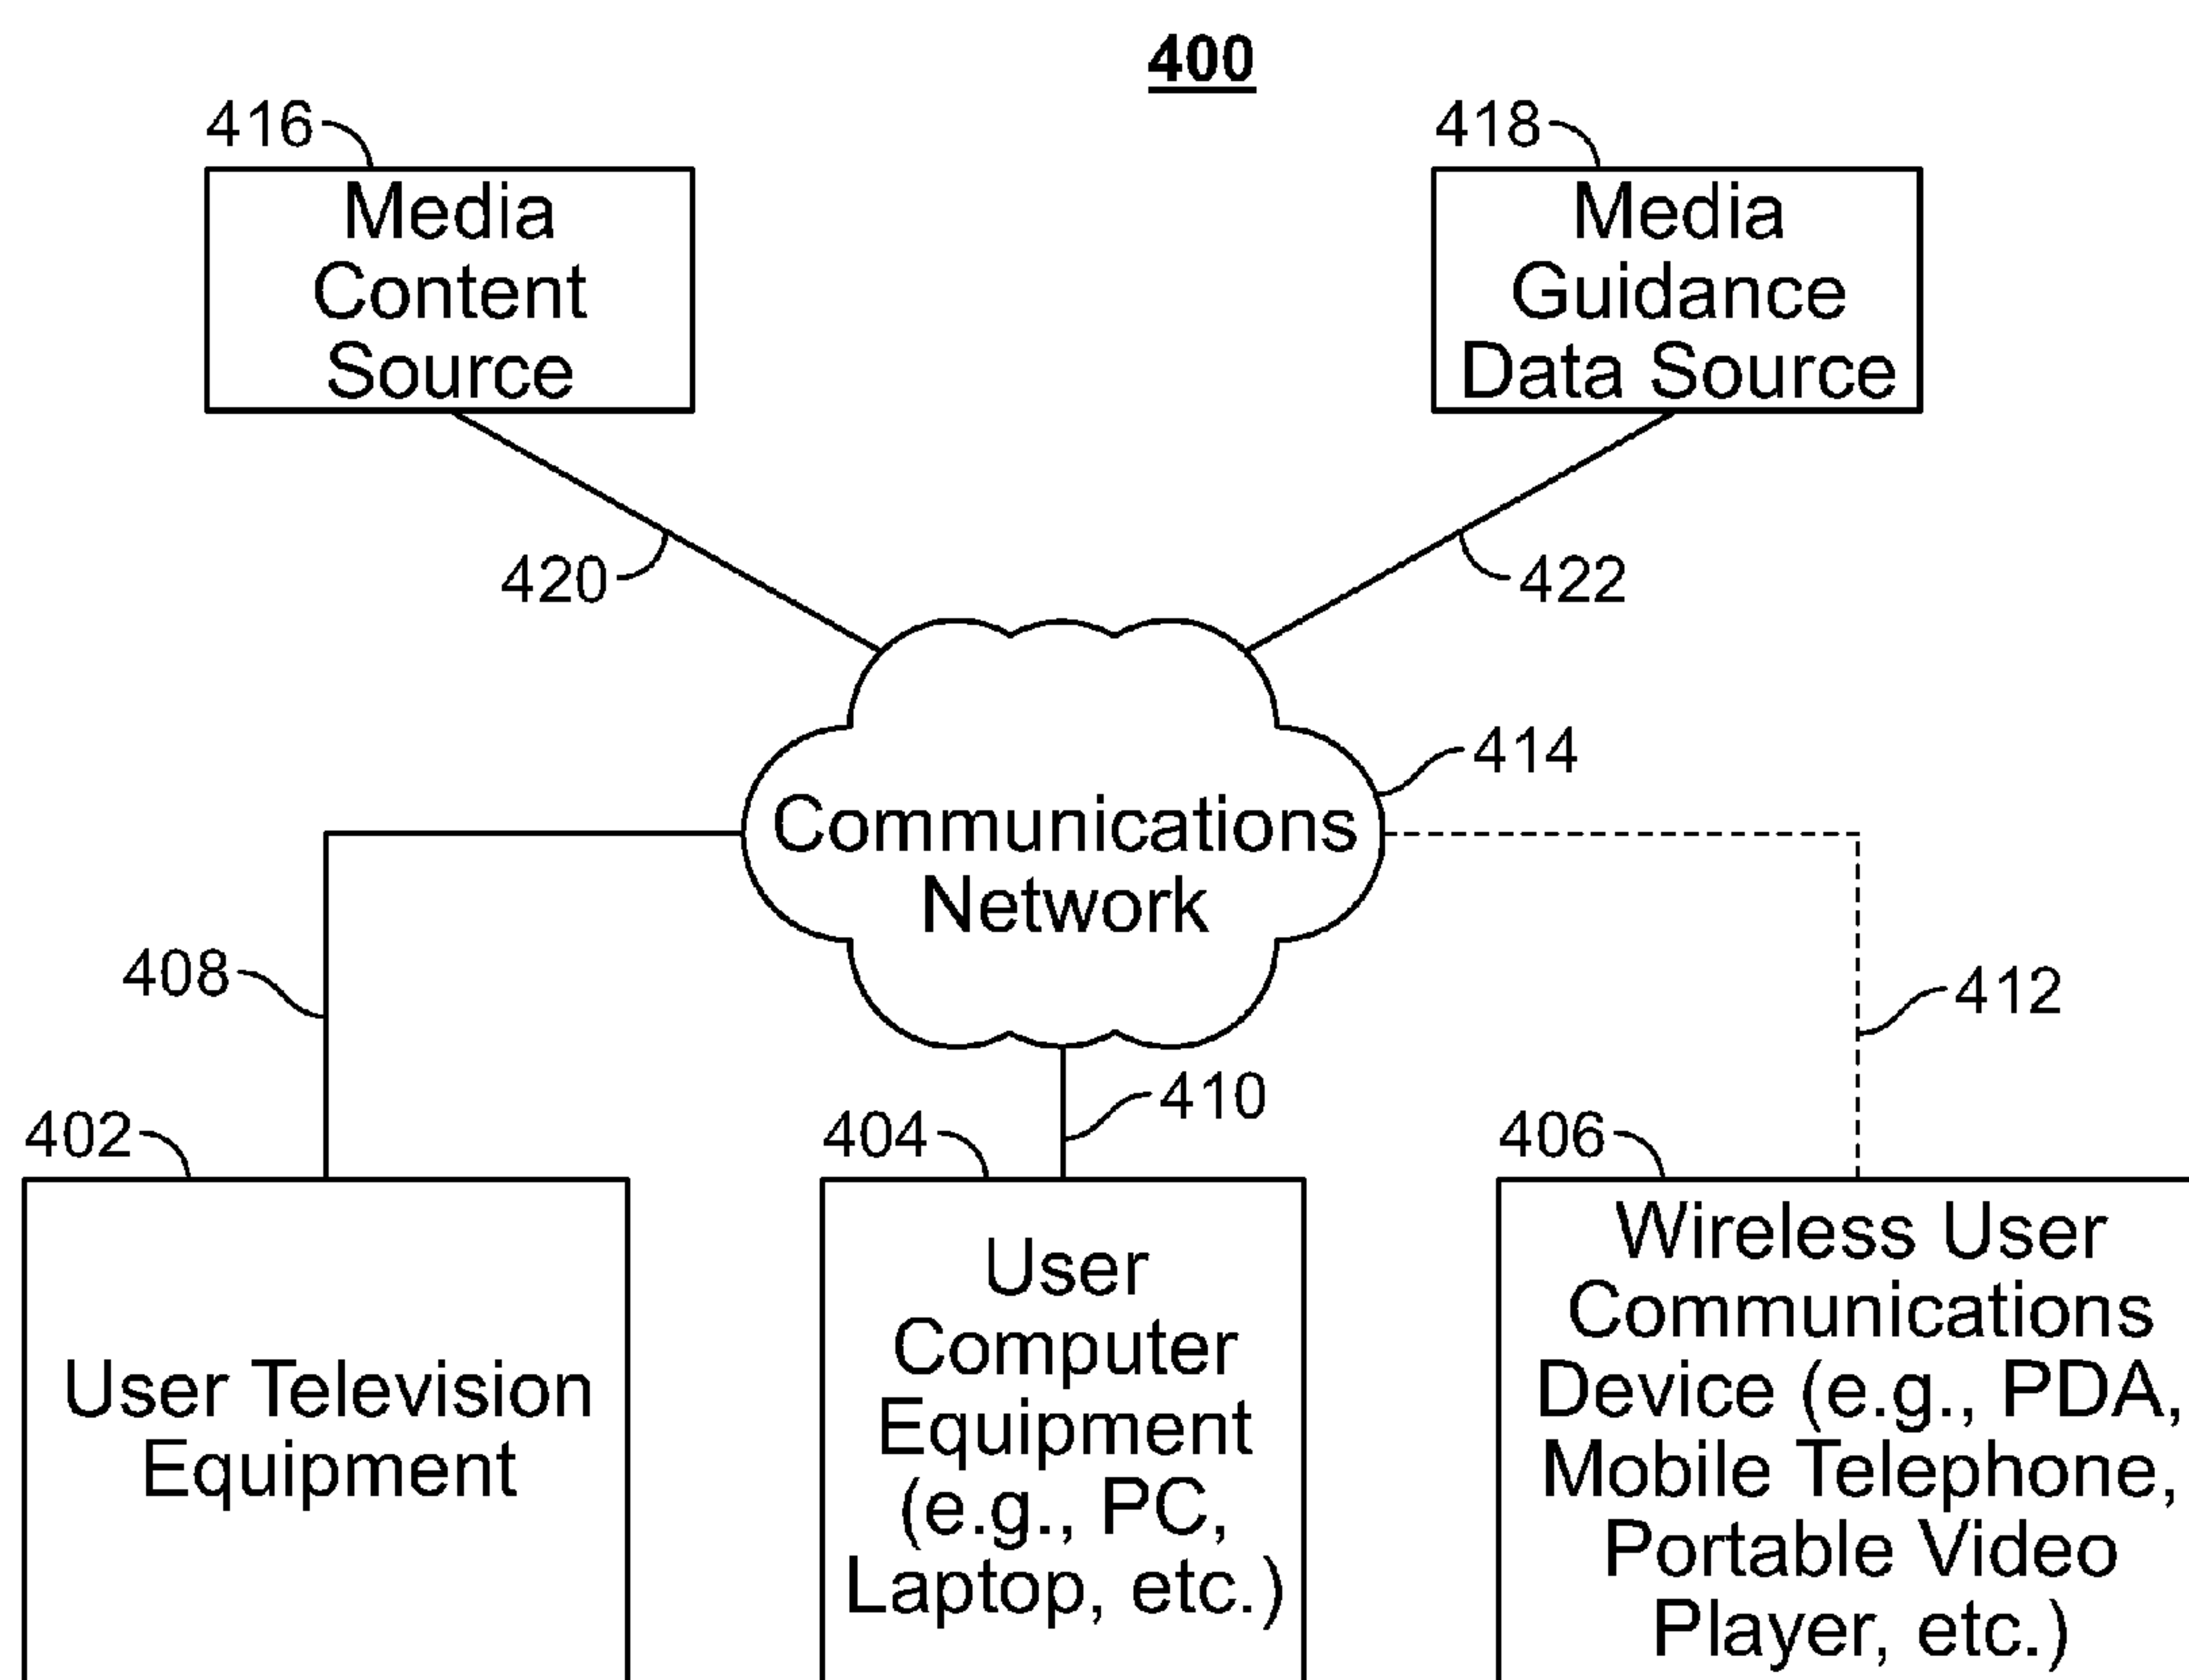 400
416
418
Media
Content
Source
Media
Guidance
Data Source
420
422
414
Communications
Network
408
412
410
402
404
406
User Television
Equipment
User
Computer
Equipment
(e.g., PC,
Laptop, etc.)
Wireless User
Communications
Device (e.g., PDA,
Mobile Telephone,
Portable Video
Player, etc.)